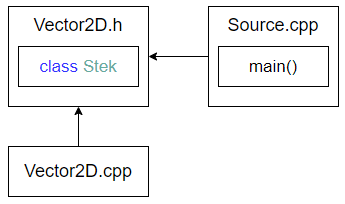 Vector2D.h
class Stek
Source.cpp
main()
Vector2D.cpp